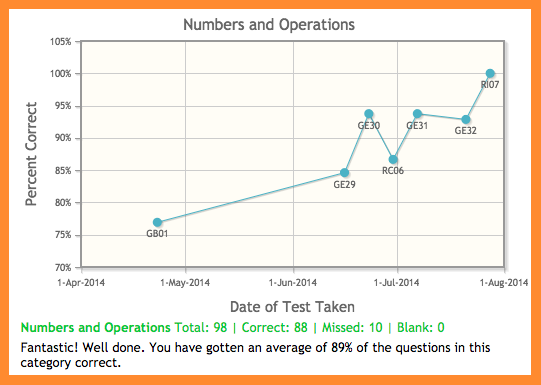 Numbers and Operations
105%
100%
95%
90%
85%
80%
75%
70%
Percent Correct
GB01
GE29
GE30
RC06
GE31
GE32
RI07
1-Apr-2014
1-May-2014
1-Jun-2014
1-Jul-2014
1-Aug-2014
Date of Test Taken
Numbers and Operations Total: 98 | Correct: 88 | Missed: 10 | Blank: 0
Fantastic! Well done. You have gotten an average of 89% of the questions in this
category correct.